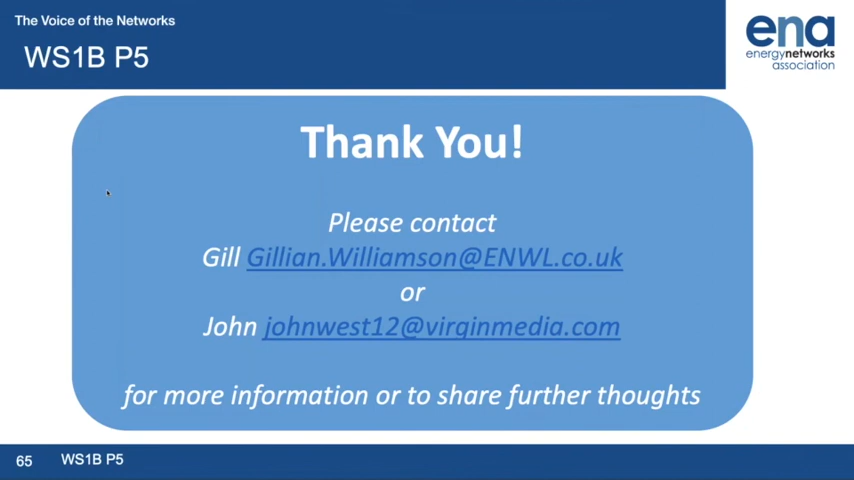 The Voice of the Networks
WS1B P5
ena
energynetworks
association
Thank You!
Please contact
Gill Gillian.Williamson@ENWL.co.uk
or
John johnwest12@virginmedia.com
for more information or to share further thoughts
65 WS1B P5